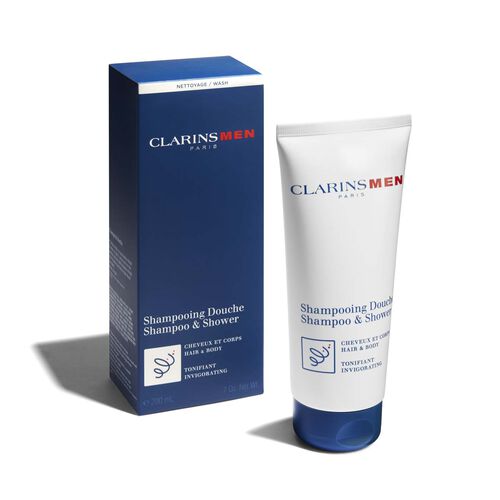 NETTOYAGE / WASH
CLARINSMEN
PARIS
Shampooing Douche
Shampoo & Shower
CHEVEUX ET CORPS
HAIR & BODY
TONIFIANT
INVIGORATING
℮ 200 mL
7 Oz. Net Wt.
CLARINSMEN
PARIS
Shampooing Douche
Shampoo & Shower
CHEVEUX ET CORPS
HAIR & BODY
TONIFIANT
INVIGORATING